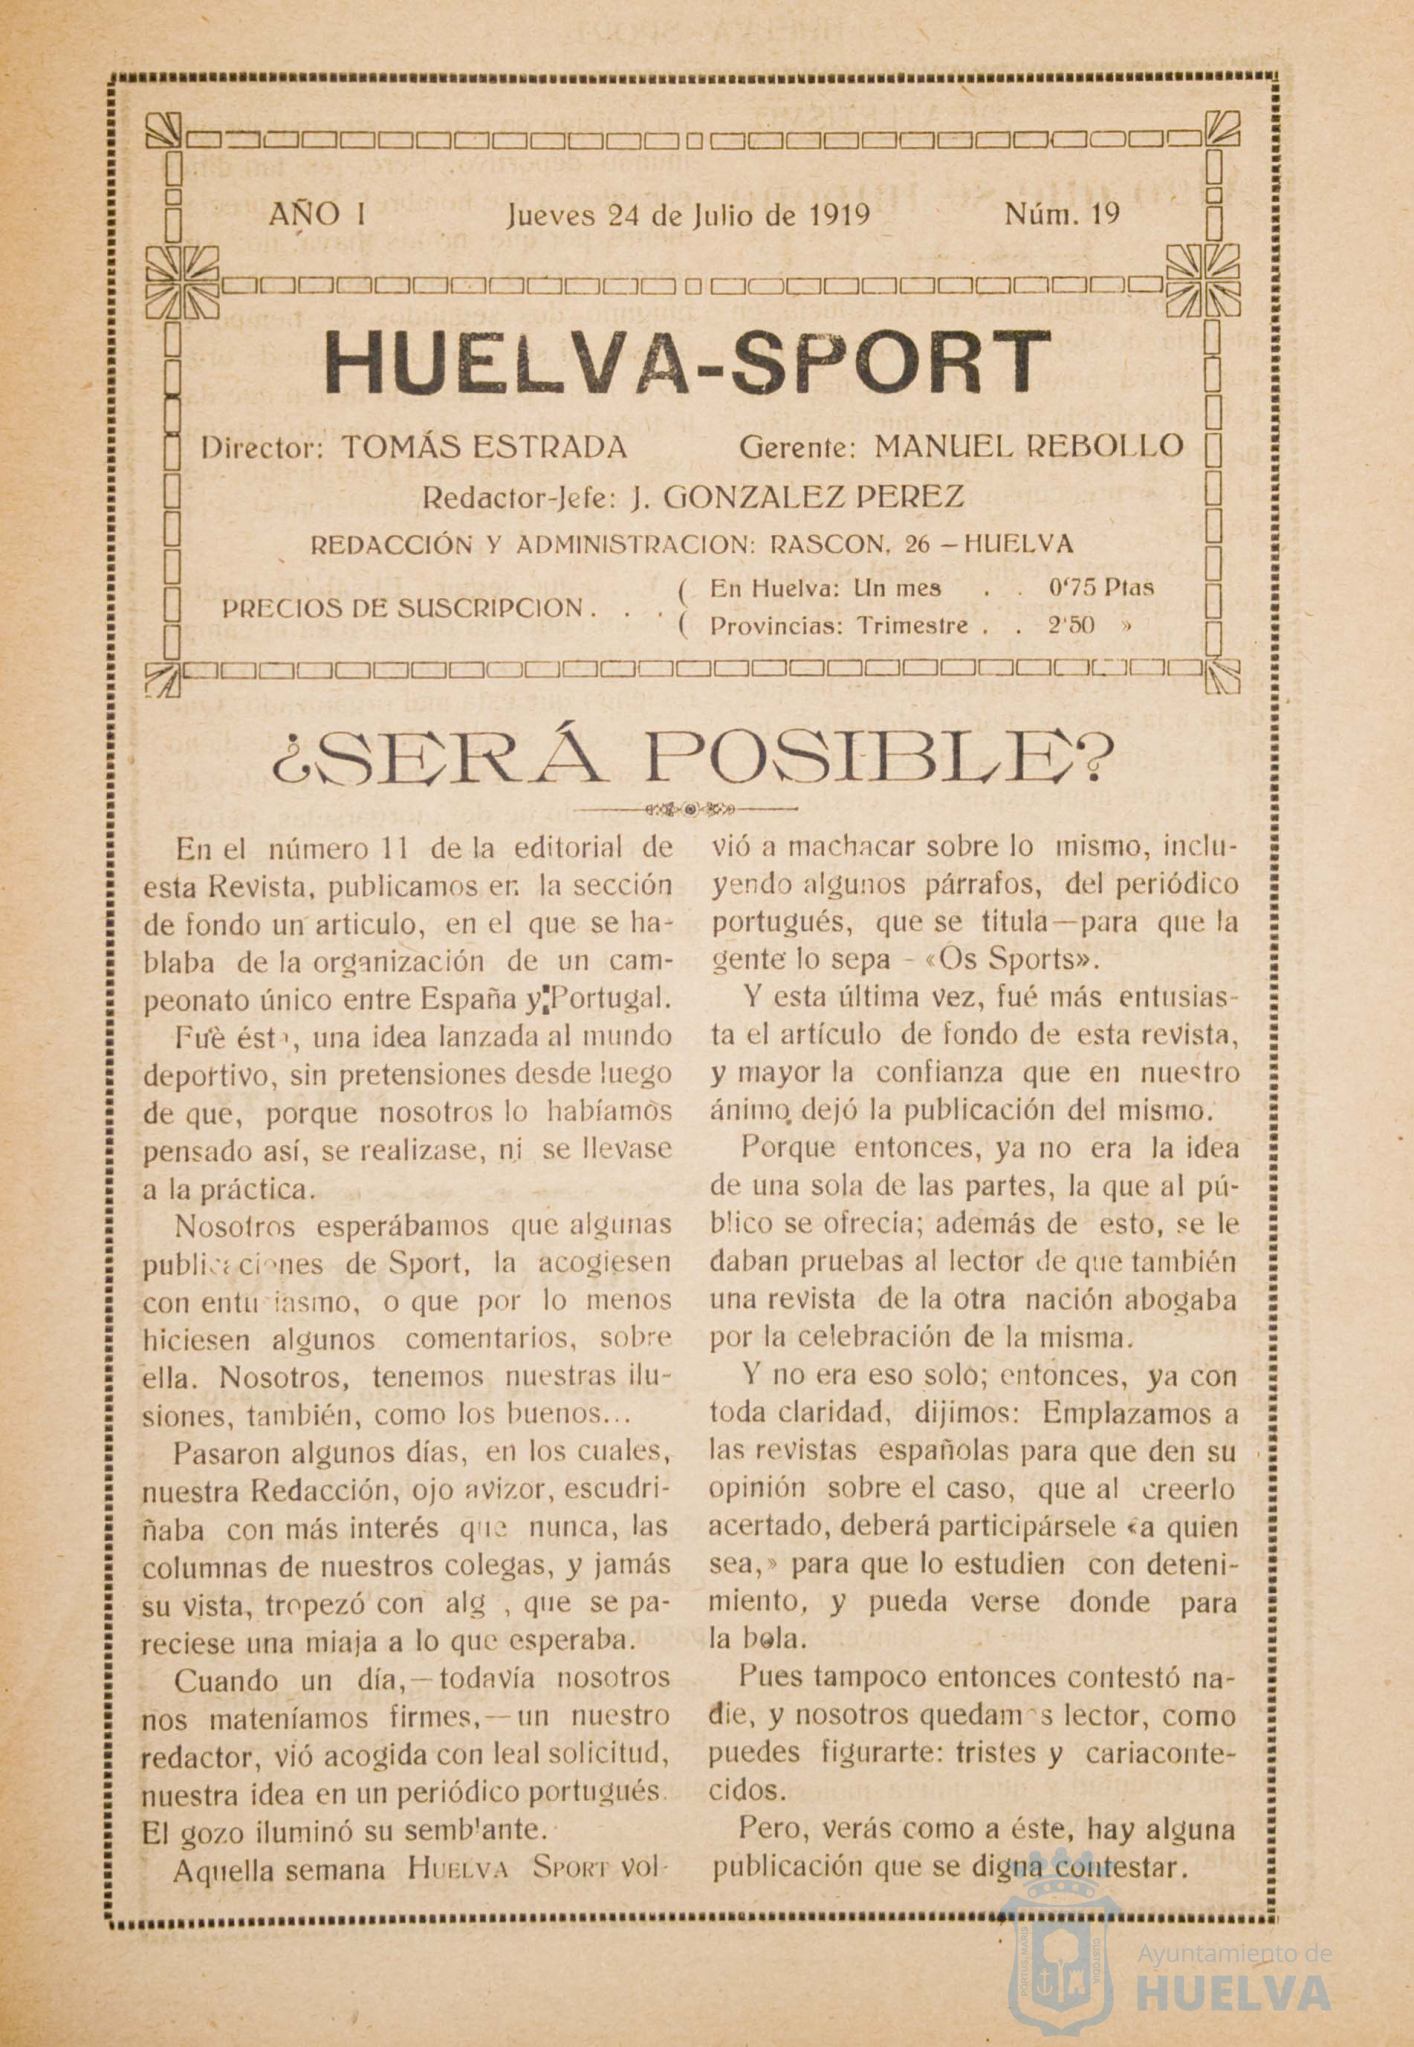 AÑO I Jueves 24 de Julio de 1919 Núm. 19
HUELVA-SPORT
Director: TOMÁS ESTRADA Gerente: MANUEL REBOLLO
Redactor-Jefe: J. GONZALEZ PEREZ
REDACCIÓN Y ADMINISTRACION: RASCON, 26 — HUELVA
PRECIOS DE SUSCRIPCION . . . ( En Huelva: Un mes . . 0'75 Ptas
( Provincias: Trimestre . . 2'50 »
¿SERÁ POSIBLE?
En el número 11 de la editorial de
esta Revista, publicamos en la sección
de fondo un articulo, en el que se ha-
blaba de la organización de un cam-
peonato único entre España y Portugal.
Fuè ésta, una idea lanzada al mundo
deportivo, sin pretensiones desde luego
de que, porque nosotros lo habíamos
pensado así, se realizase, ni se llevase
a la práctica.
Nosotros esperábamos que algunas
publicaciones de Sport, la acogiesen
con entu iasmo, o que por lo menos
hiciesen algunos comentarios, sobre
ella. Nosotros, tenemos nuestras ilu-
siones, también, como los buenos...
Pasaron algunos días, en los cuales,
nuestra Redacción, ojo avizor, escudri-
ñaba con más interés que nunca, las
columnas de nuestros colegas, y jamás
su vista, tropezó con alg , que se pa-
reciese una miaja a lo que esperaba.
Cuando un día,—todavía nosotros
nos mateníamos firmes,—un nuestro
redactor, vió acogida con leal solicitud,
nuestra idea en un periódico portugués.
El gozo iluminó su semblante.
Aquella semana HUELVA SPORT vol-
vió a machacar sobre lo mismo, inclu-
yendo algunos párrafos, del periódico
portugués, que se titula—para que la
gente lo sepa - «Os Sports».
Y esta última vez, fué más entusias-
ta el artículo de fondo de esta revista,
y mayor la confianza que en nuestro
ánimo dejó la publicación del mismo.
Porque entonces, ya no era la idea
de una sola de las partes, la que al pú-
blico se ofrecia; además de esto, se le
daban pruebas al lector de que también
una revista de la otra nación abogaba
por la celebración de la misma.
Y no era eso solo; entonces, ya con
toda claridad, dijimos: Emplazamos a
las revistas españolas para que den su
opinión sobre el caso, que al creerlo
acertado, deberá participársele «a quien
sea,» para que lo estudien con deteni-
miento, y pueda verse donde para
la bola.
Pues tampoco entonces contestó na-
die, y nosotros quedamos lector, como
puedes figurarte: tristes y cariaconte-
cidos.
Pero, verás como a éste, hay alguna
publicación que se digna contestar.
PORTUS MARIS CUSTODIA
Ayuntamiento de
HUELVA